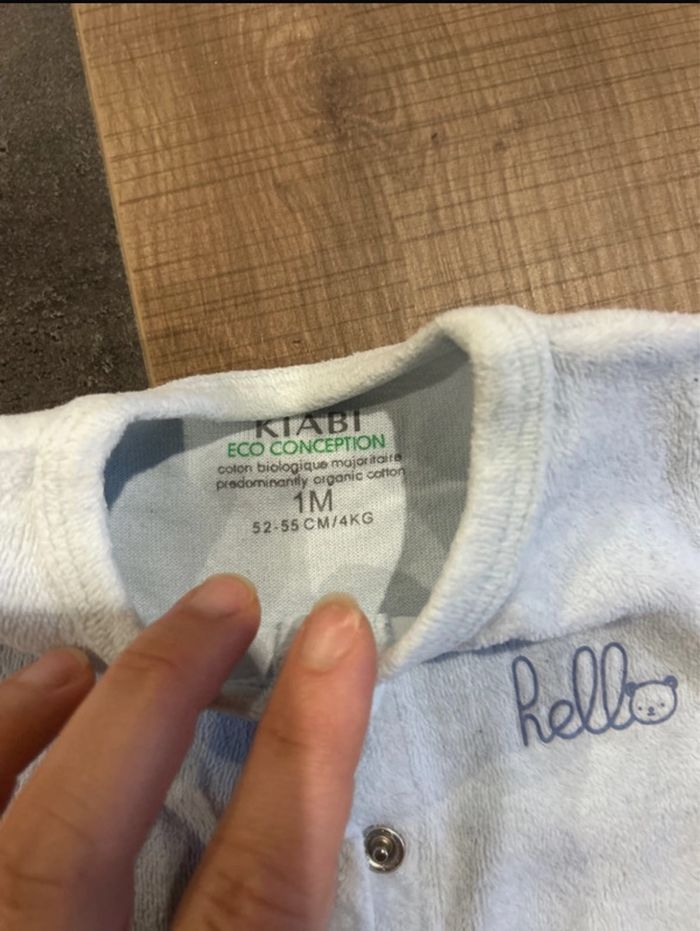 KIABI
ECO CONCEPTION
coton biologique majoritaire
predominantly organic cotton
1M
52-55 CM/4KG
hello